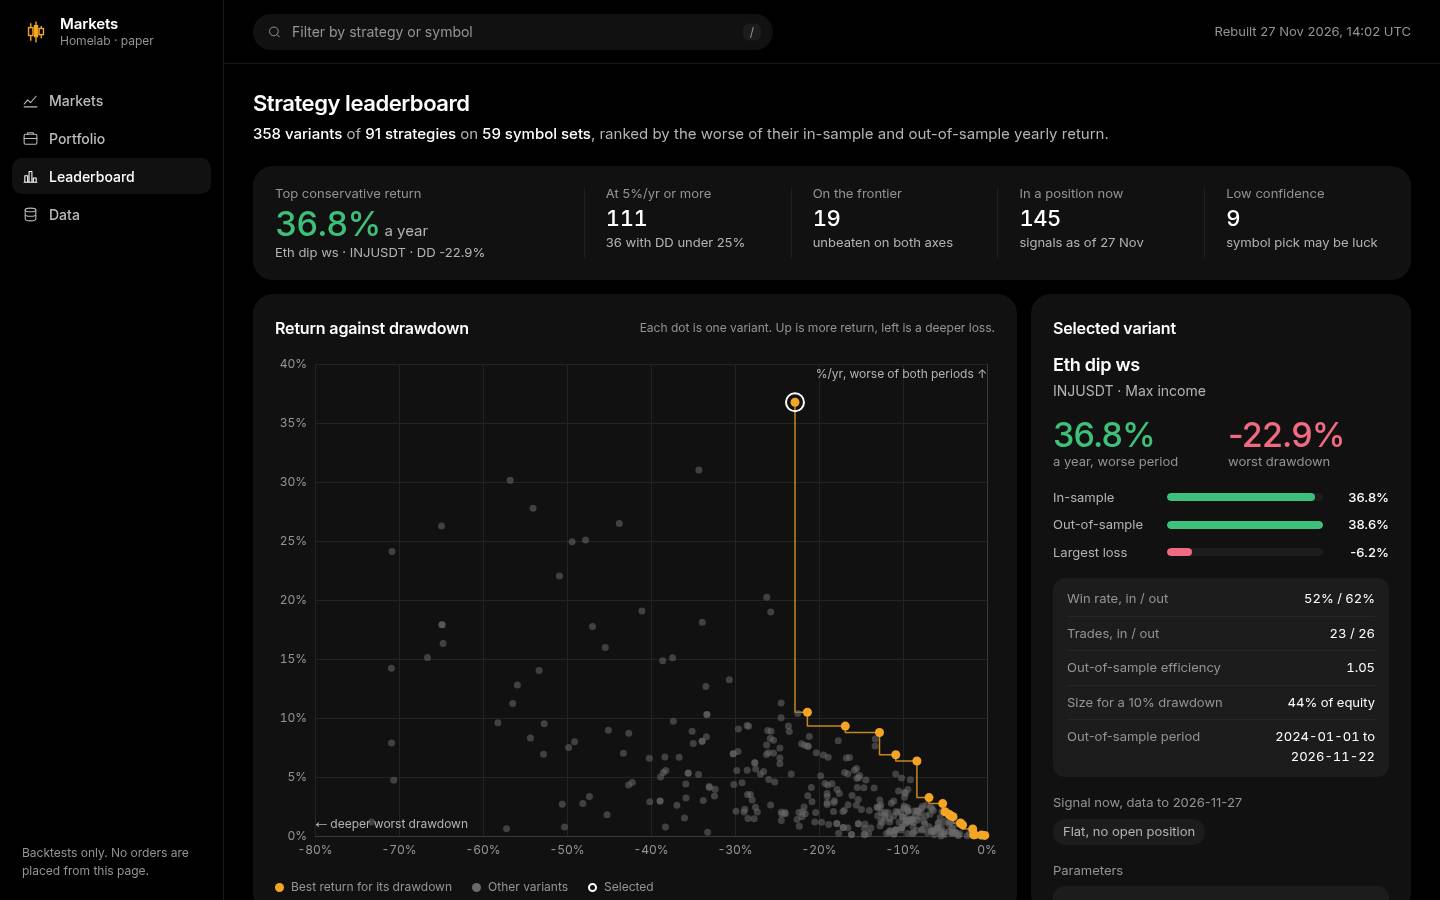 Markets
Homelab · paper
Filter by strategy or symbol
/
Rebuilt 27 Nov 2026, 14:02 UTC
Markets
Portfolio
Leaderboard
Data
Strategy leaderboard
358 variants of 91 strategies on 59 symbol sets, ranked by the worse of their in-sample and out-of-sample yearly return.
Top conservative return
36.8% a year
Eth dip ws · INJUSDT · DD -22.9%
At 5%/yr or more
111
36 with DD under 25%
On the frontier
19
unbeaten on both axes
In a position now
145
signals as of 27 Nov
Low confidence
9
symbol pick may be luck
Return against drawdown
Each dot is one variant. Up is more return, left is a deeper loss.
40%
%/yr, worse of both periods ↑
35%
30%
25%
20%
15%
10%
5%
← deeper worst drawdown
0%
-80% -70% -60% -50% -40% -30% -20% -10% 0%
Best return for its drawdown
Other variants
Selected
Selected variant
Eth dip ws
INJUSDT · Max income
36.8% -22.9%
a year, worse period worst drawdown
In-sample 36.8%
Out-of-sample 38.6%
Largest loss -6.2%
Win rate, in / out 52% / 62%
Trades, in / out 23 / 26
Out-of-sample efficiency 1.05
Size for a 10% drawdown 44% of equity
Out-of-sample period 2024-01-01 to
2026-11-22
Signal now, data to 2026-11-27
Flat, no open position
Parameters
Backtests only. No orders are
placed from this page.